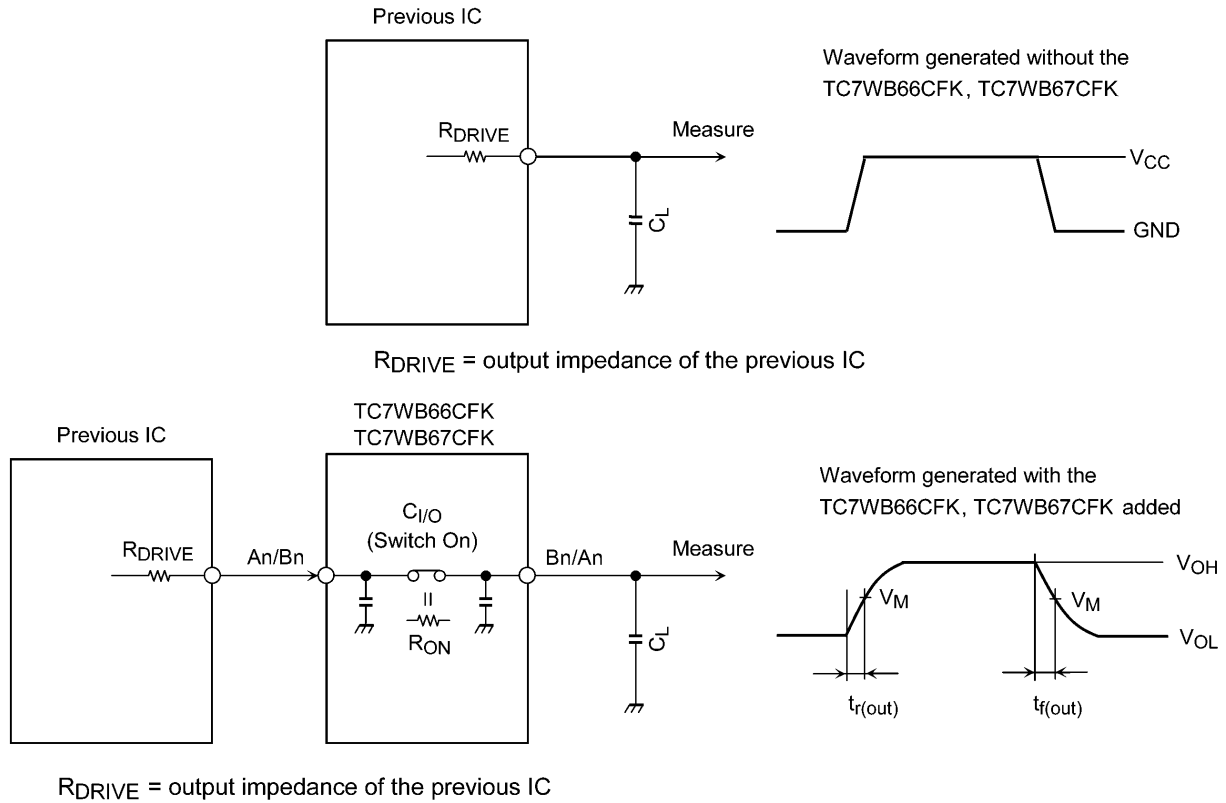 Previous IC
RDRIVE
Measure
CL
Waveform generated without the
TC7WB66CFK, TC7WB67CFK
VCC
GND
RDRIVE = output impedance of the previous IC
Previous IC
RDRIVE
An/Bn
TC7WB66CFK
TC7WB67CFK
CI/O
(Switch On)
RON
Bn/An
Measure
CL
Waveform generated with the
TC7WB66CFK, TC7WB67CFK added
VOH
VM
VM
VOL
tr(out)
tf(out)
RDRIVE = output impedance of the previous IC